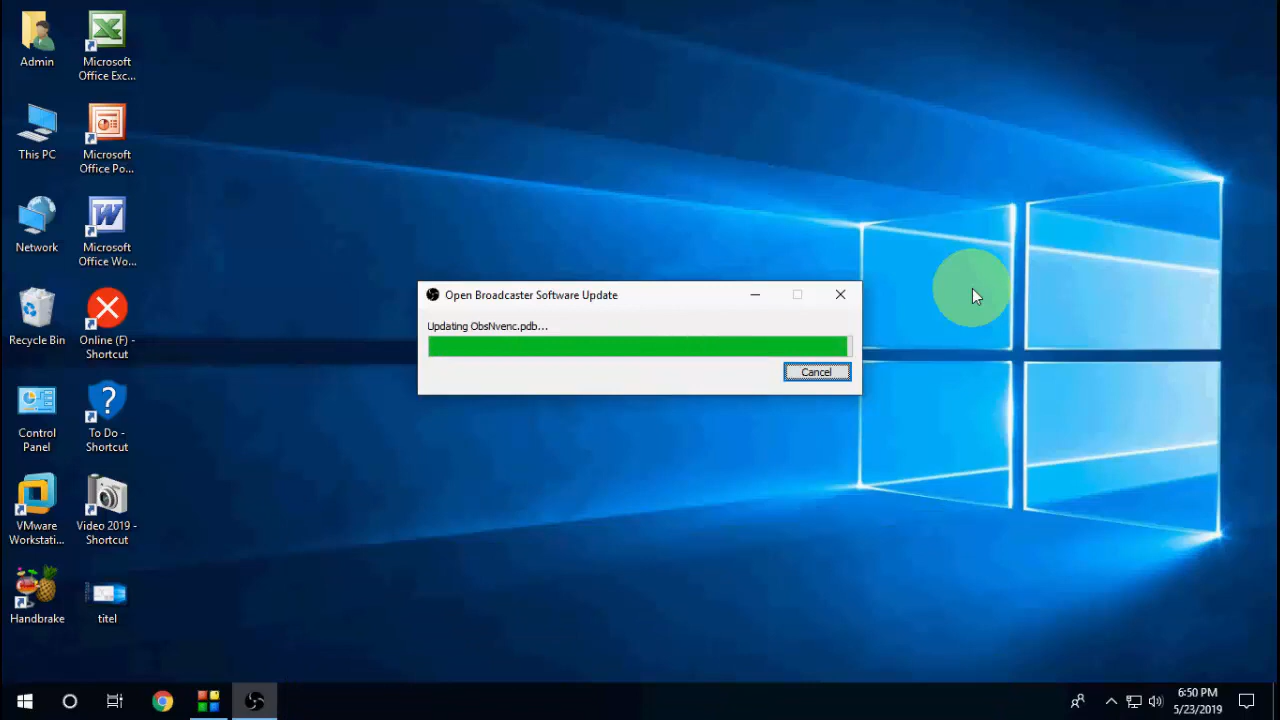 Admin
Microsoft
Office Exc...
This PC
Microsoft
Office Po...
Network
Microsoft
Office Wo...
Recycle Bin
Online (F) -
Shortcut
Control
Panel
To Do -
Shortcut
VMware
Workstati...
Video 2019 -
Shortcut
Handbrake
titel
Open Broadcaster Software Update
Updating ObsNvenc.pdb...
Cancel
6:50 PM
5/23/2019